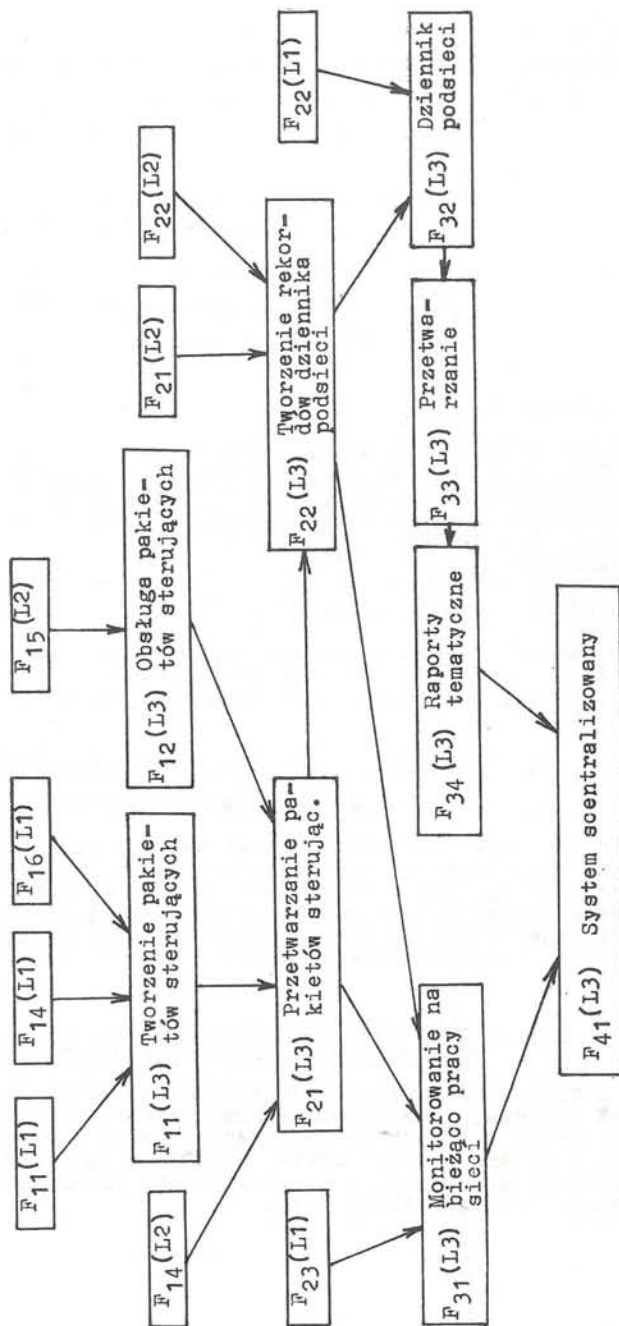 F11(L1)
F14(L1)
F16(L1)
F15(L2)
F11(L3) Tworzenie pakie-
tów sterujących
F12(L3) Obsługa pakie-
tów sterujących
F21(L2)
F22(L2)
F14(L2)
F21(L3) Przetwarzanie pa-
kietów sterując.
F22(L3) Tworzenie rekor-
dów dziennika
podsieci
F22(L1)
F23(L1)
F31(L3) Monitorowanie na
bieżąco pracy
sieci
F34(L3) Raporty
tematyczne
F33(L3) Przetwa-
rzanie
F32(L3) Dziennik
podsieci
F41(L3) System scentralizowany